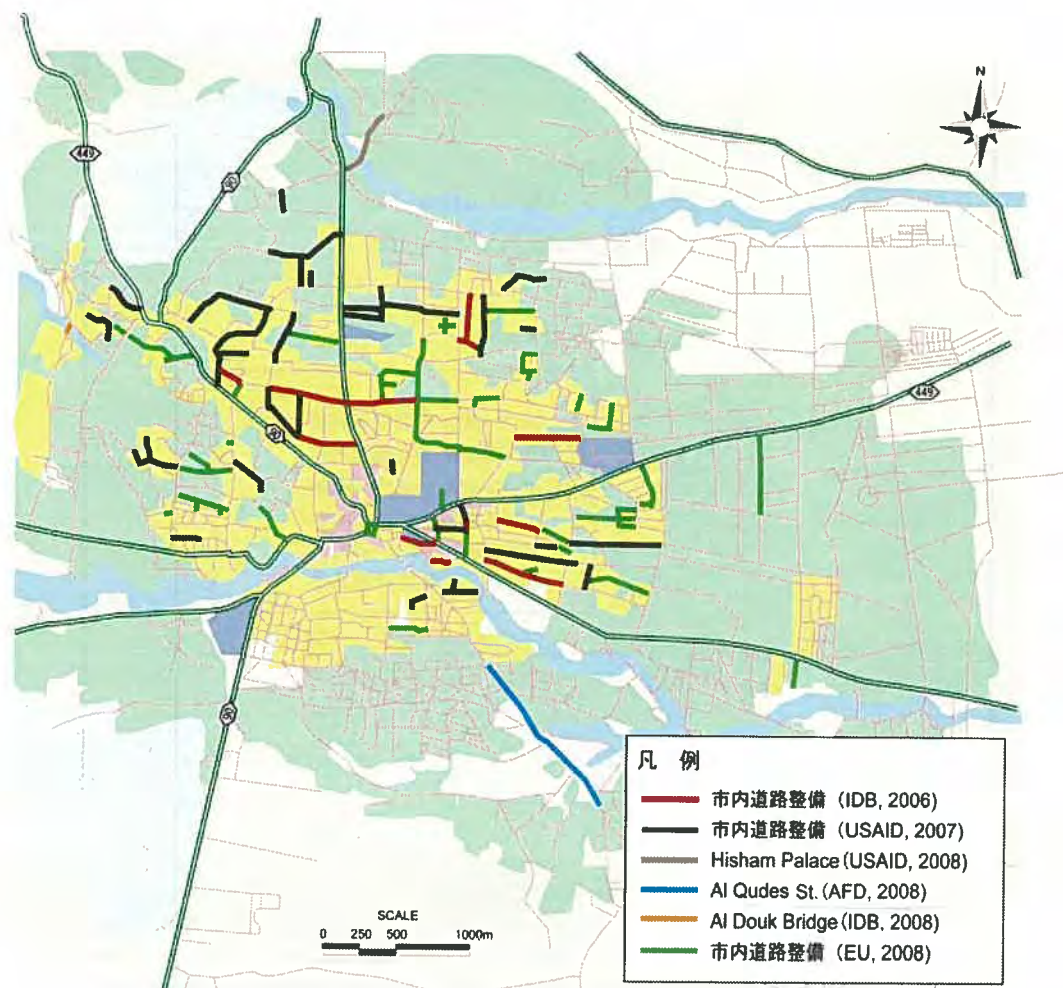 N
449
90
90
449
90
凡 例
市内道路整備 (IDB, 2006)
市内道路整備 (USAID, 2007)
Hisham Palace (USAID, 2008)
Al Qudes St. (AFD, 2008)
Al Douk Bridge (IDB, 2008)
市内道路整備 (EU, 2008)
SCALE
0 250 500 1000m